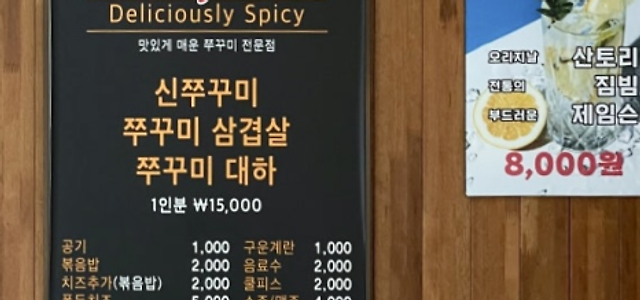 Deliciously Spicy
맛있게 매운 쭈꾸미 전문점
신쭈꾸미
쭈꾸미 삼겹살
쭈꾸미 대하
1인분 ₩15,000
공기 1,000 구운계란 1,000
볶음밥 2,000 음료수 2,000
치즈추가(볶음밥) 2,000 쿨피스 2,000
오리지날 산토리
전통의 짐빔
부드러운 제임슨
8,000원